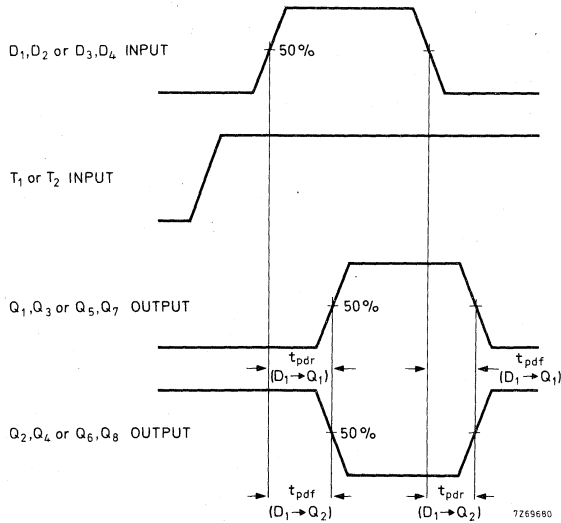 D₁,D₂ or D₃,D₄ INPUT
50%
T₁ or T₂ INPUT
Q₁,Q₃ or Q₅,Q₇ OUTPUT
50%
tpdr
(D₁→Q₁)
tpdf
(D₁→Q₁)
Q₂,Q₄ or Q₆,Q₈ OUTPUT
50%
tpdf
(D₁→Q₂)
tpdr
(D₁→Q₂)
7Z69680